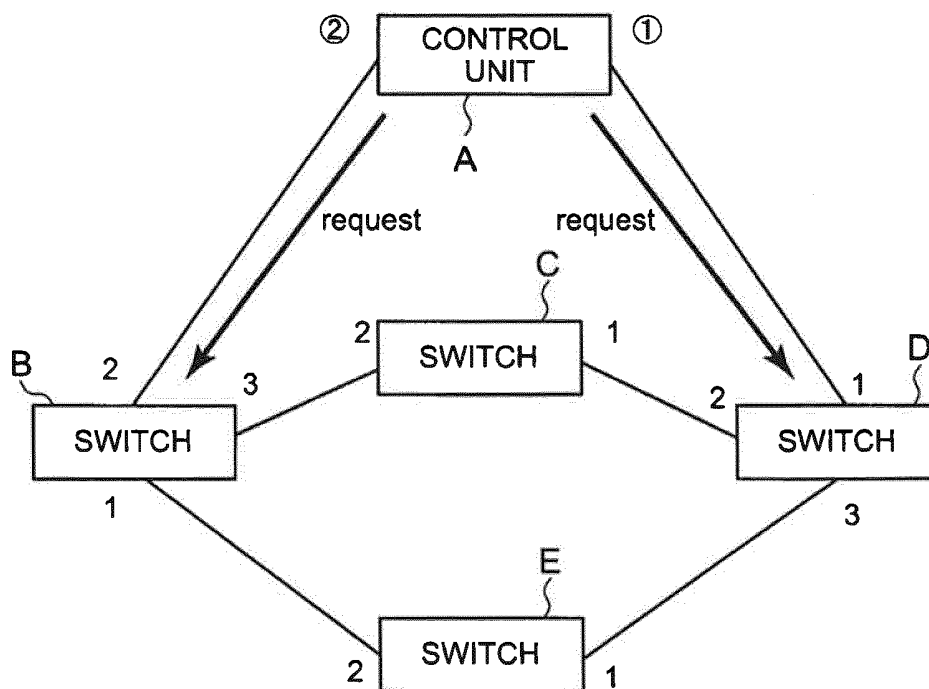 ② CONTROL UNIT ①
A
request request
C
2 SWITCH 1
B 2 3
D
2 1
SWITCH
SWITCH
1
3
E
2 SWITCH 1